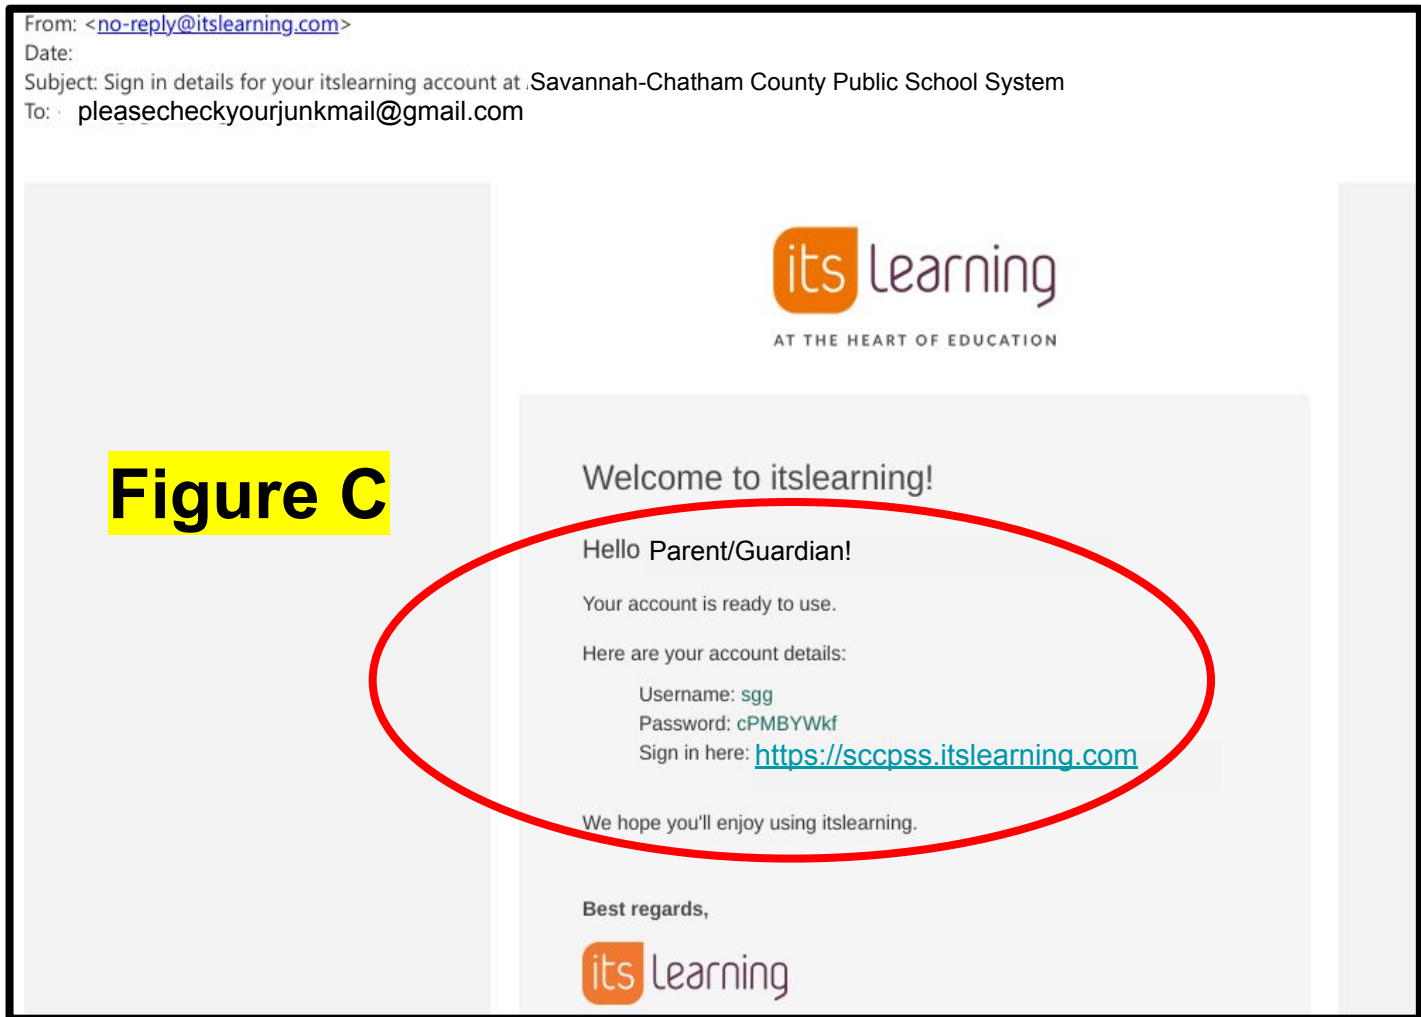 From: <no-reply@itslearning.com>
Date:
Subject: Sign in details for your itslearning account at Savannah-Chatham County Public School System
To: pleasecheckyourjunkmail@gmail.com
its learning
AT THE HEART OF EDUCATION
Figure C
Welcome to itslearning!
Hello Parent/Guardian!
Your account is ready to use.
Here are your account details:
Username: sgg
Password: cPMBYWkf
Sign in here: https://sccpss.itslearning.com
We hope you'll enjoy using itslearning.
Best regards,
its learning